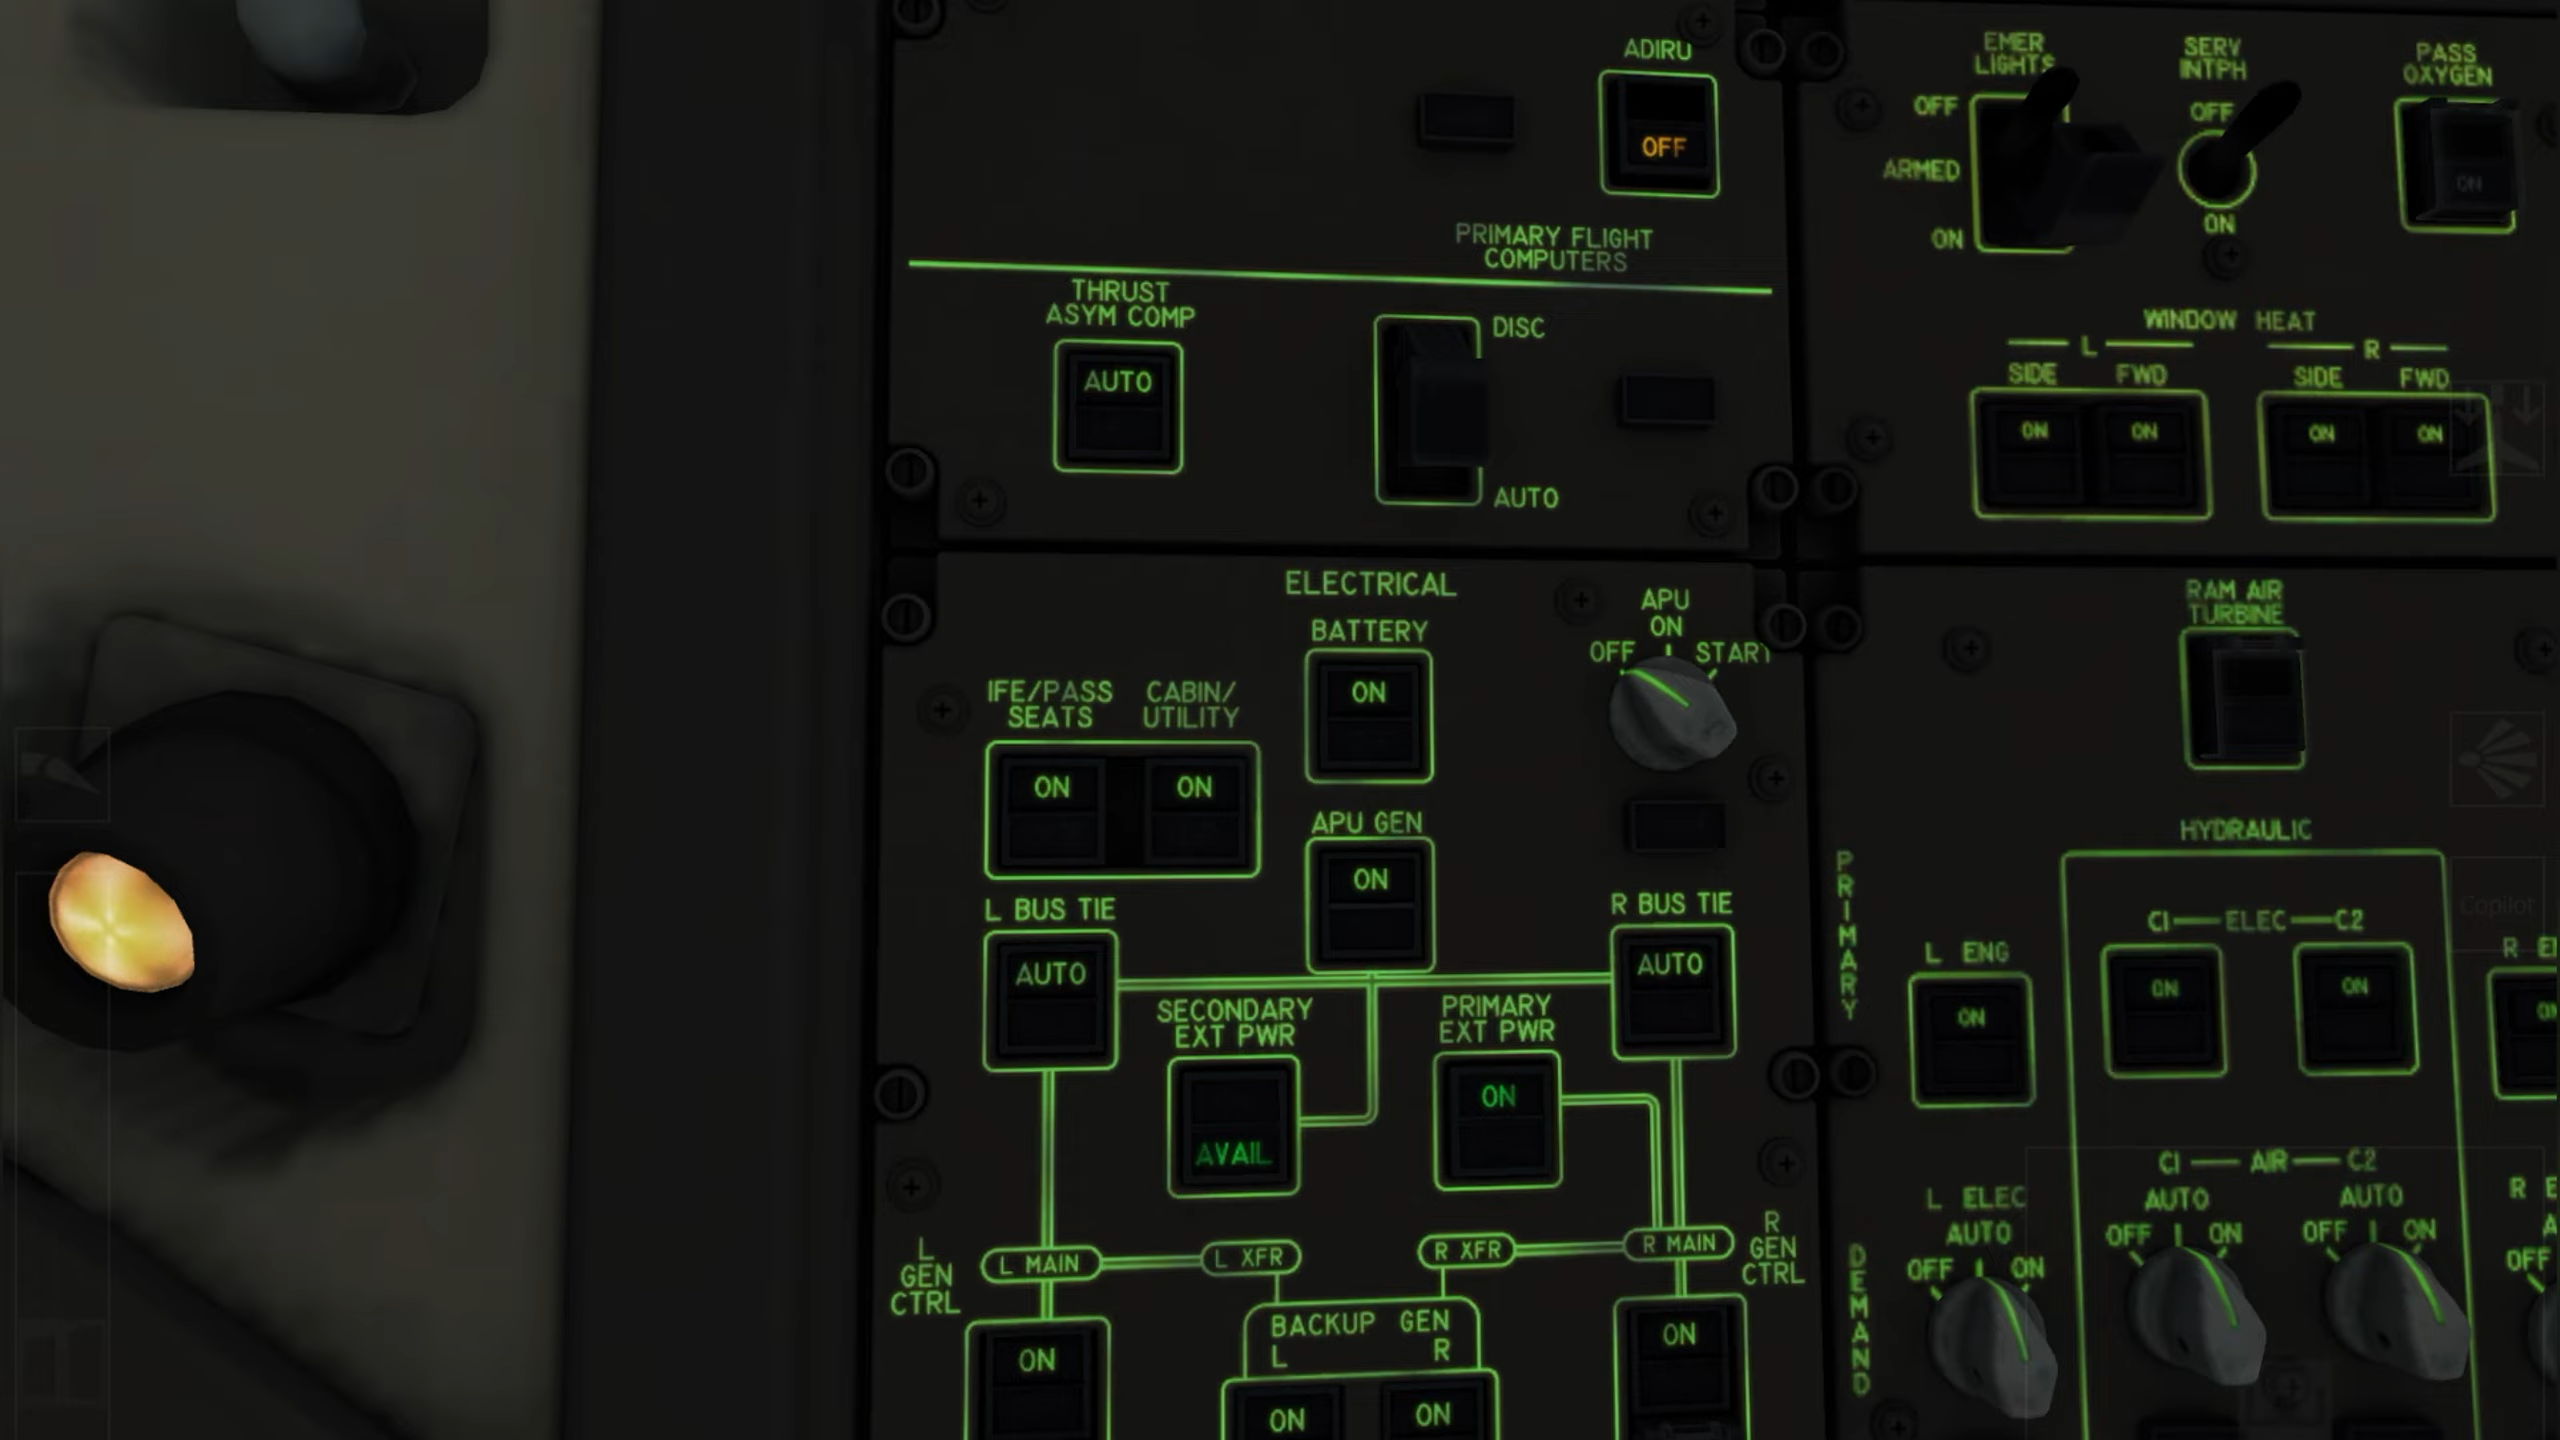 ADIRU
OFF
PRIMARY FLIGHT
COMPUTERS
THRUST
ASYM COMP
AUTO
DISC
AUTO
EMER
LIGHTS
OFF
ARMED
ON
SERV
INTPH
OFF
ON
PASS
OXYGEN
ON
WINDOW HEAT
L R
SIDE FWD SIDE FWD
ON ON ON ON
ELECTRICAL
BATTERY
ON
APU
ON
OFF START
IFE/PASS
SEATS
CABIN/
UTILITY
ON ON
APU GEN
ON
L BUS TIE
AUTO
R BUS TIE
AUTO
SECONDARY
EXT PWR
AVAIL
PRIMARY
EXT PWR
ON
L
GEN
CTRL
L MAIN
L XFR
R XFR
R MAIN
R
GEN
CTRL
ON
BACKUP GEN
L R
ON ON
ON
RAM AIR
TURBINE
HYDRAULIC
PRIMARY
L ENG
ON
C1 ELEC C2
ON ON
R
Copilot
DEMAND
L ELEC
AUTO
OFF ON
C1 AIR C2
AUTO AUTO
OFF ON OFF ON
R
OFF